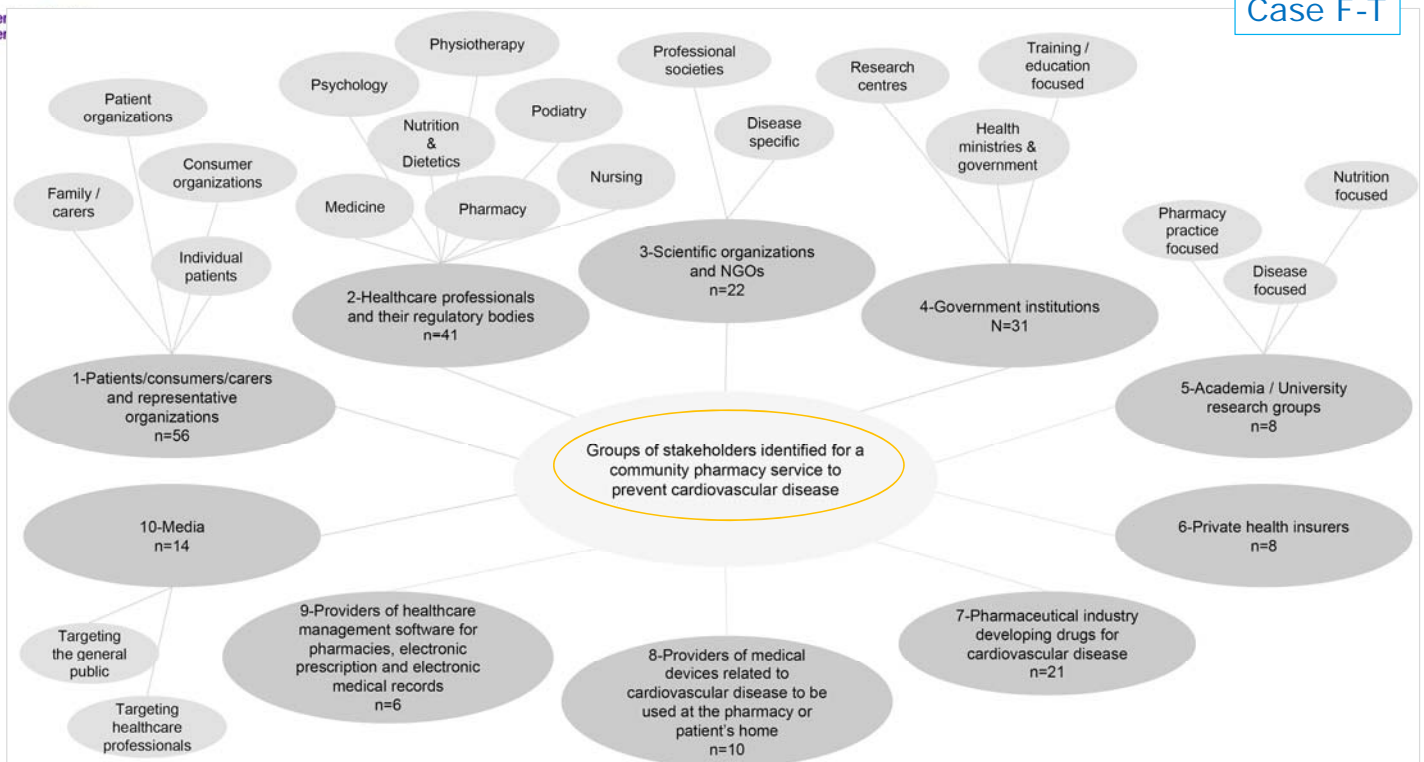 er
er
Case F-T
Physiotherapy
Psychology
Nutrition
&
Dietetics
Podiatry
Medicine
Pharmacy
Nursing
Patient
organizations
Consumer
organizations
Family /
carers
Individual
patients
Professional
societies
Disease
specific
Research
centres
Training /
education
focused
Health
ministries &
government
Nutrition
focused
Pharmacy
practice
focused
Disease
focused
1-Patients/consumers/carers
and representative
organizations
n=56
2-Healthcare professionals
and their regulatory bodies
n=41
3-Scientific organizations
and NGOs
n=22
4-Government institutions
N=31
5-Academia / University
research groups
n=8
Groups of stakeholders identified for a
community pharmacy service to
prevent cardiovascular disease
6-Private health insurers
n=8
7-Pharmaceutical industry
developing drugs for
cardiovascular disease
n=21
8-Providers of medical
devices related to
cardiovascular disease to be
used at the pharmacy or
patient's home
n=10
9-Providers of healthcare
management software for
pharmacies, electronic
prescription and electronic
medical records
n=6
10-Media
n=14
Targeting
the general
public
Targeting
healthcare
professionals